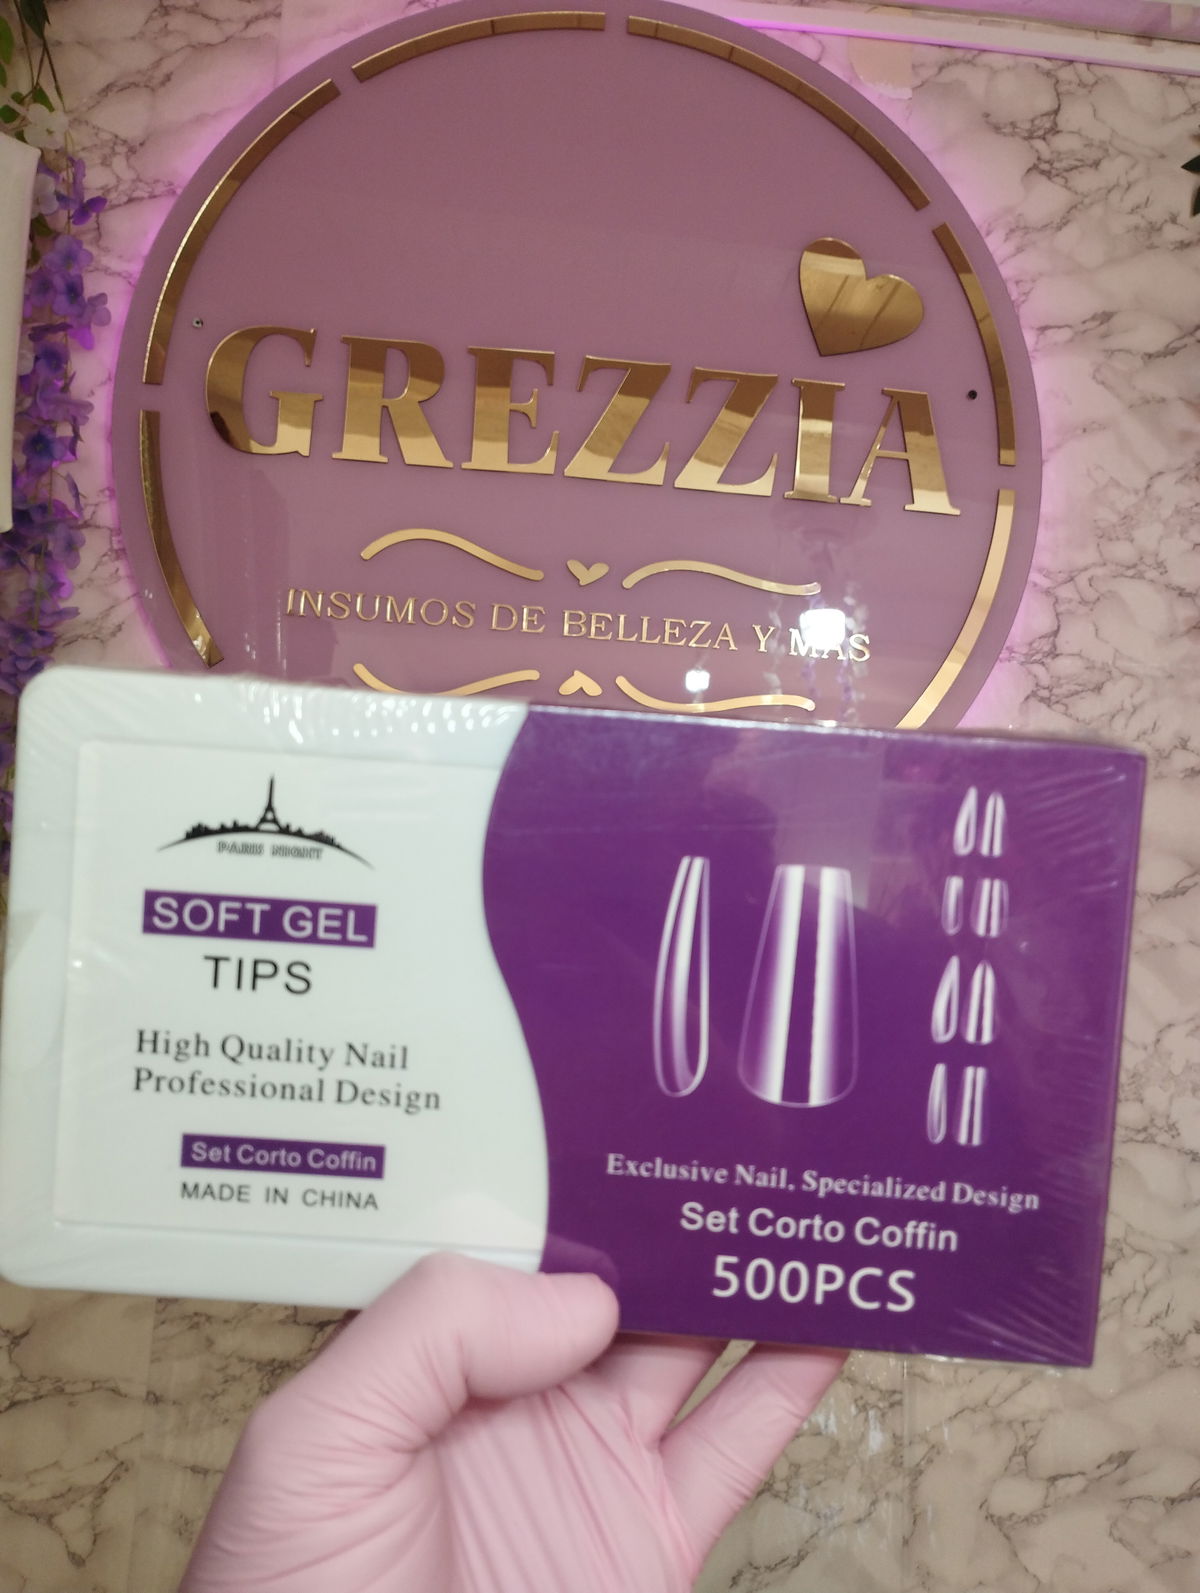 GREZZIA
INSUMOS DE BELLEZA Y MAS
PARIS NIGHT
SOFT GEL
TIPS
High Quality Nail
Professional Design
Set Corto Coffin
MADE IN CHINA
Exclusive Nail, Specialized Design
Set Corto Coffin
500PCS